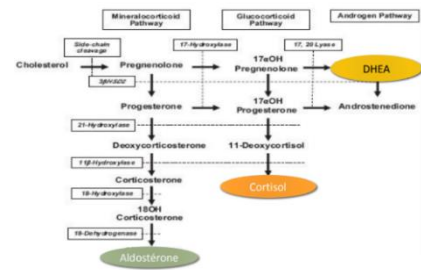 Mineralocorticoid Pathway
Glucocorticoid Pathway
Androgen Pathway
Side-chain cleavage
17-Hydroxylase
17, 20 Lyase
Cholesterol
Pregnenolone
17αOH Pregnenolone
DHEA
Progesterone
17αOH Progesterone
Androstenedione
21-Hydroxylase
Deoxycorticosterone
11-Deoxycortisol
11β-Hydroxylase
Corticosterone
Cortisol
18-Hydroxylase
18OH Corticosterone
18-Dehydrogenase
Aldostérone